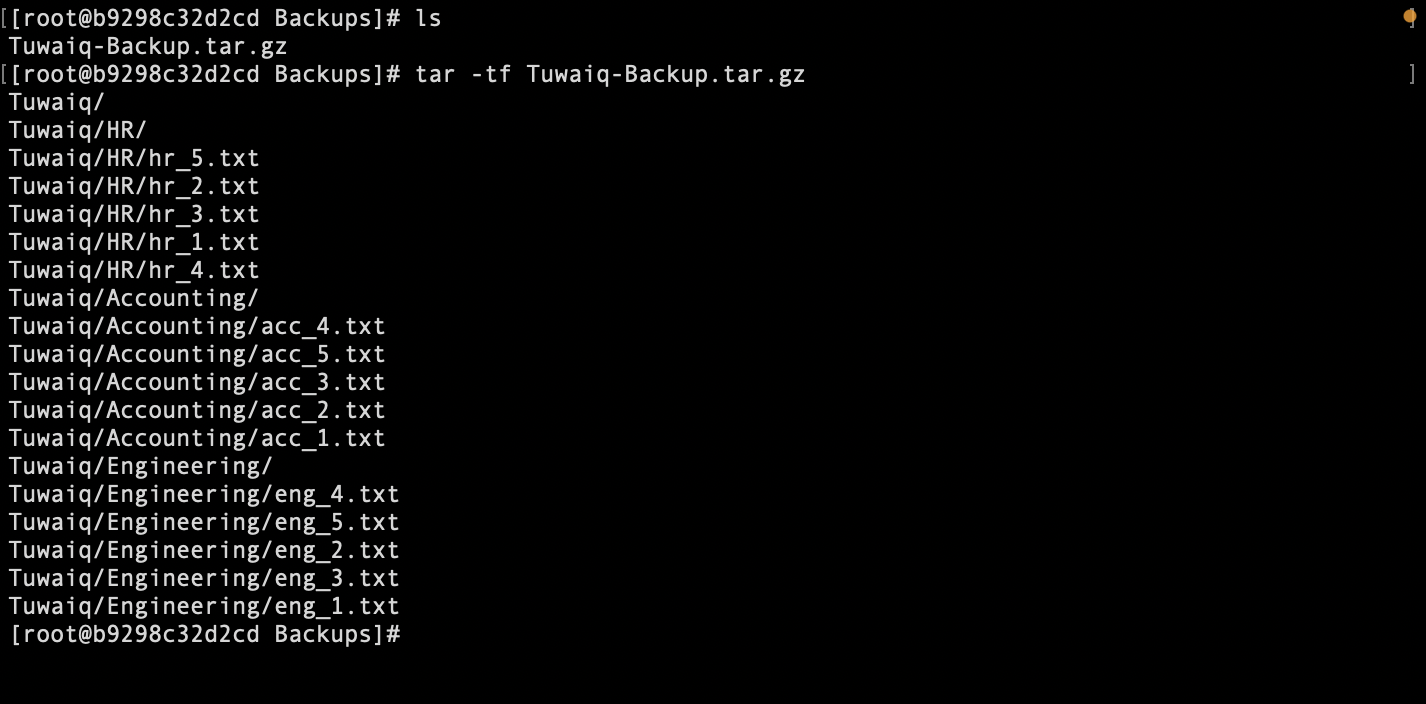 [[root@b9298c32d2cd Backups]# ls ]
Tuwaiq-Backup.tar.gz
[[root@b9298c32d2cd Backups]# tar -tf Tuwaiq-Backup.tar.gz ]
Tuwaiq/
Tuwaiq/HR/
Tuwaiq/HR/hr_5.txt
Tuwaiq/HR/hr_2.txt
Tuwaiq/HR/hr_3.txt
Tuwaiq/HR/hr_1.txt
Tuwaiq/HR/hr_4.txt
Tuwaiq/Accounting/
Tuwaiq/Accounting/acc_4.txt
Tuwaiq/Accounting/acc_5.txt
Tuwaiq/Accounting/acc_3.txt
Tuwaiq/Accounting/acc_2.txt
Tuwaiq/Accounting/acc_1.txt
Tuwaiq/Engineering/
Tuwaiq/Engineering/eng_4.txt
Tuwaiq/Engineering/eng_5.txt
Tuwaiq/Engineering/eng_2.txt
Tuwaiq/Engineering/eng_3.txt
Tuwaiq/Engineering/eng_1.txt
[root@b9298c32d2cd Backups]#